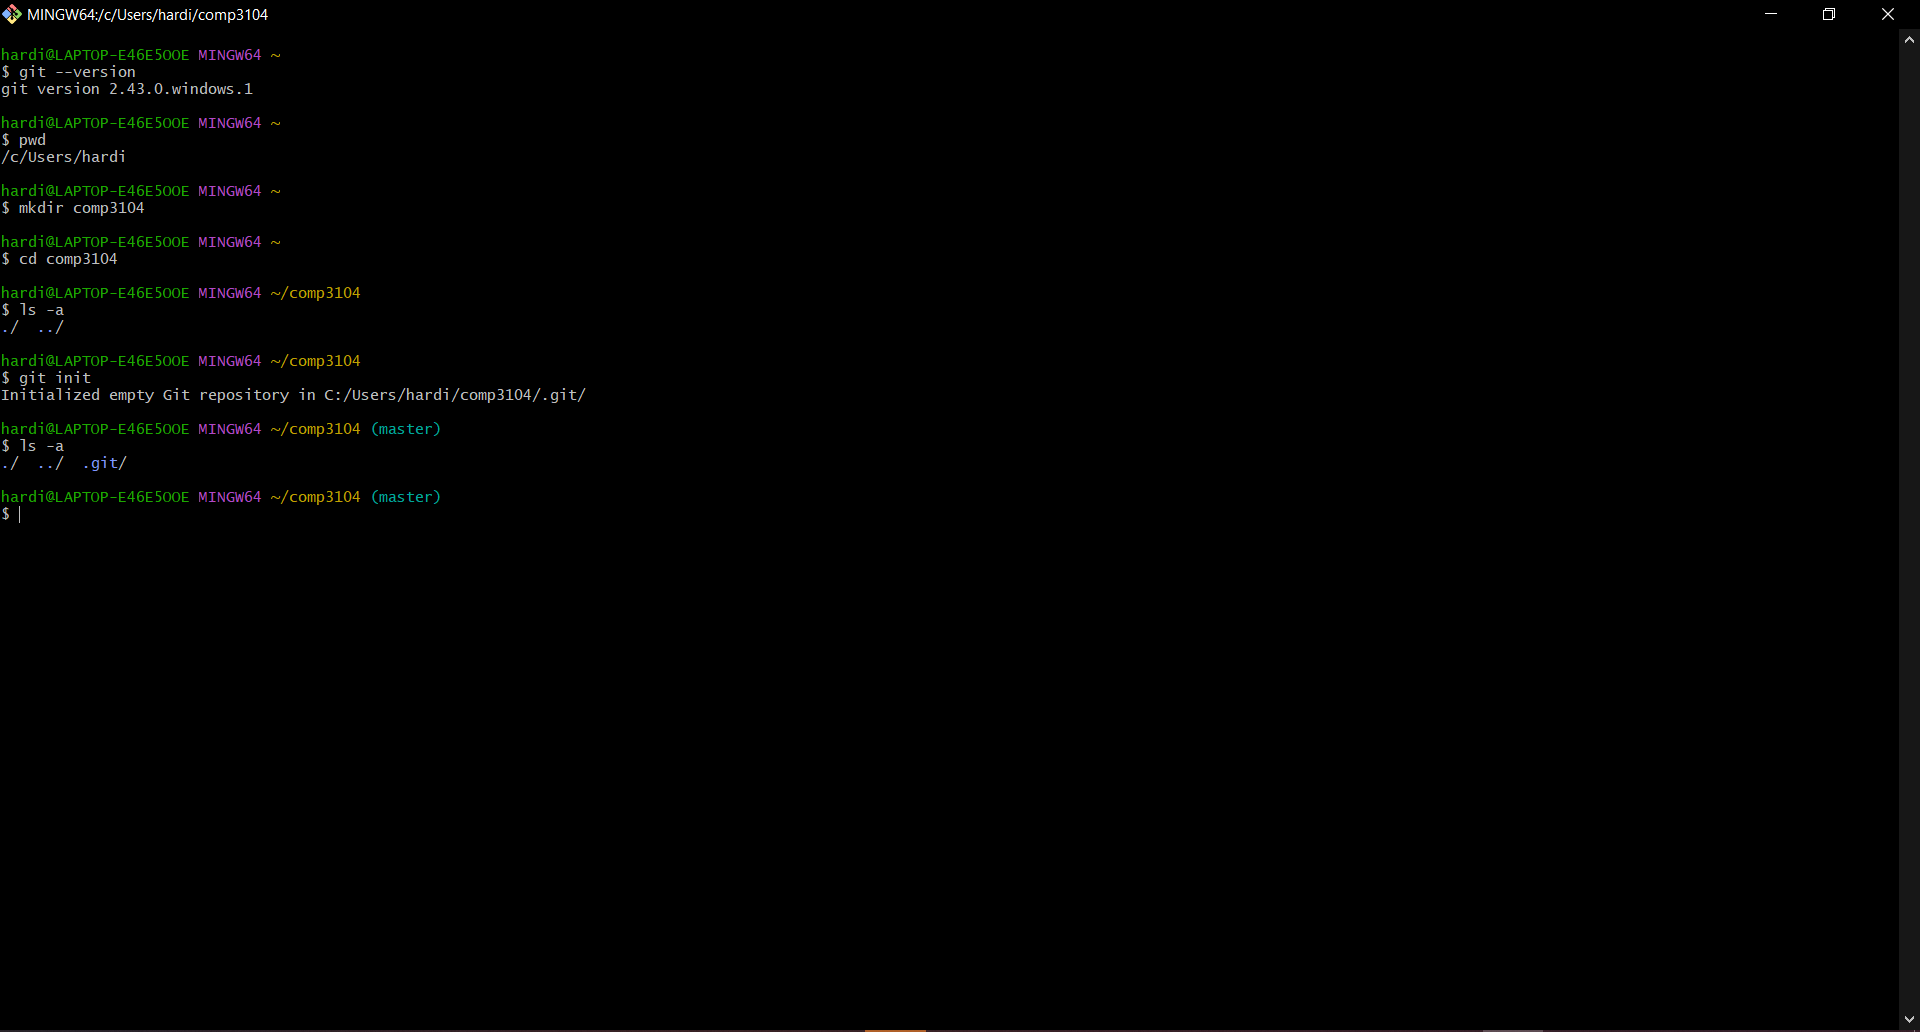 MINGW64:/c/Users/hardi/comp3104
hardi@LAPTOP-E46E5OOE MINGW64 ~
$ git --version
git version 2.43.0.windows.1
hardi@LAPTOP-E46E5OOE MINGW64 ~
$ pwd
/c/Users/hardi
hardi@LAPTOP-E46E5OOE MINGW64 ~
$ mkdir comp3104
hardi@LAPTOP-E46E5OOE MINGW64 ~
$ cd comp3104
hardi@LAPTOP-E46E5OOE MINGW64 ~/comp3104
$ ls -a
./  ../
hardi@LAPTOP-E46E5OOE MINGW64 ~/comp3104
$ git init
Initialized empty Git repository in C:/Users/hardi/comp3104/.git/
hardi@LAPTOP-E46E5OOE MINGW64 ~/comp3104 (master)
$ ls -a
./  ../  .git/
hardi@LAPTOP-E46E5OOE MINGW64 ~/comp3104 (master)
$